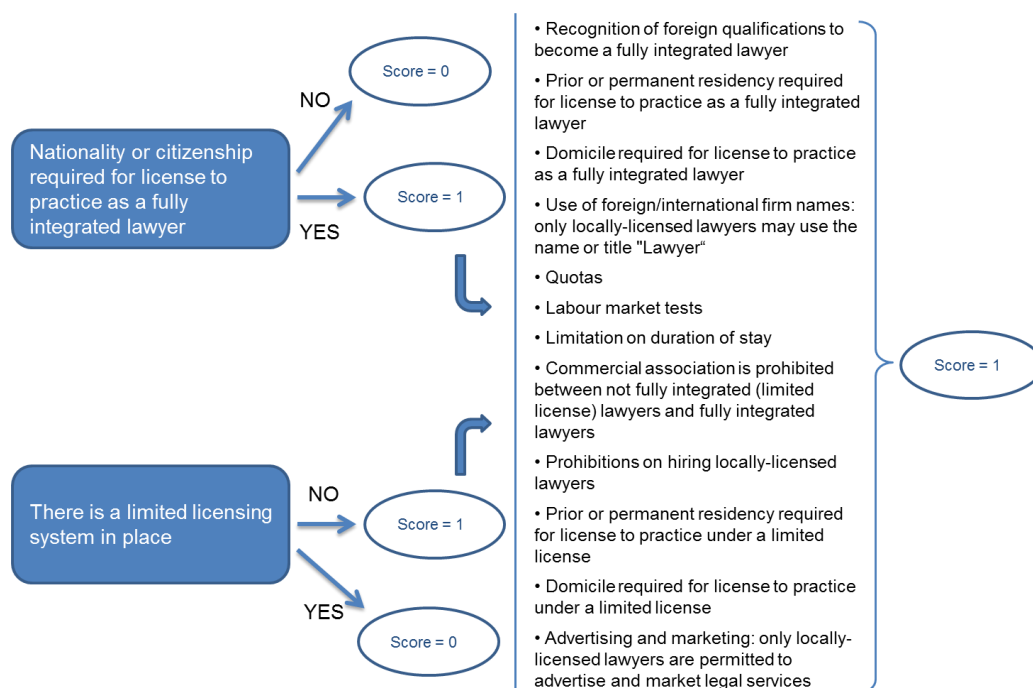 Nationality or citizenship
required for license to
practice as a fully
integrated lawyer
NO
Score = 0
YES
Score = 1
There is a limited licensing
system in place
NO
Score = 1
YES
Score = 0
• Recognition of foreign qualifications to
become a fully integrated lawyer
• Prior or permanent residency required
for license to practice as a fully integrated
lawyer
• Domicile required for license to practice
as a fully integrated lawyer
• Use of foreign/international firm names:
only locally-licensed lawyers may use the
name or title "Lawyer“
• Quotas
• Labour market tests
• Limitation on duration of stay
• Commercial association is prohibited
between not fully integrated (limited
license) lawyers and fully integrated
lawyers
• Prohibitions on hiring locally-licensed
lawyers
• Prior or permanent residency required
for license to practice under a limited
license
• Domicile required for license to practice
under a limited license
• Advertising and marketing: only locally-
licensed lawyers are permitted to
advertise and market legal services
Score = 1